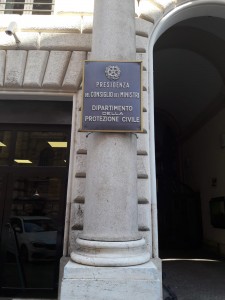 PRESIDENZA
DEL CONSIGLIO DEI MINISTRI
DIPARTIMENTO
DELLA
PROTEZIONE CIVILE